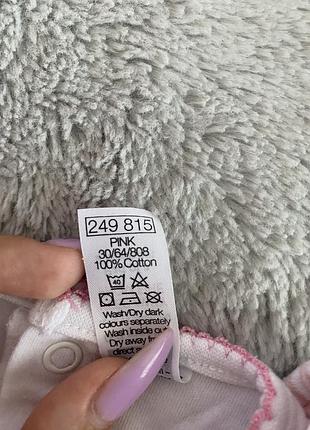 249 815
PINK
30/64/808
100% Cotton
40
Wash/Dry dark
colours separately
Wash inside out
Dry away from
direct